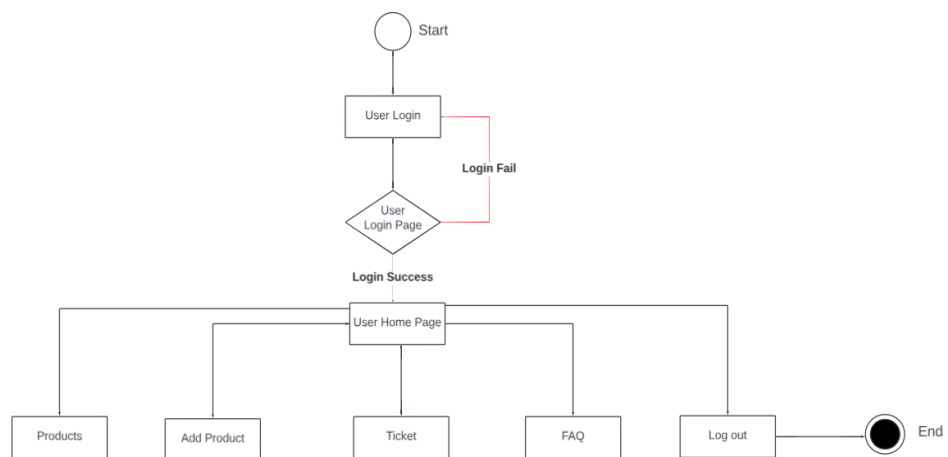 Start
User Login
Login Fail
User
Login Page
Login Success
User Home Page
Products
Add Product
Ticket
FAQ
Log out
End